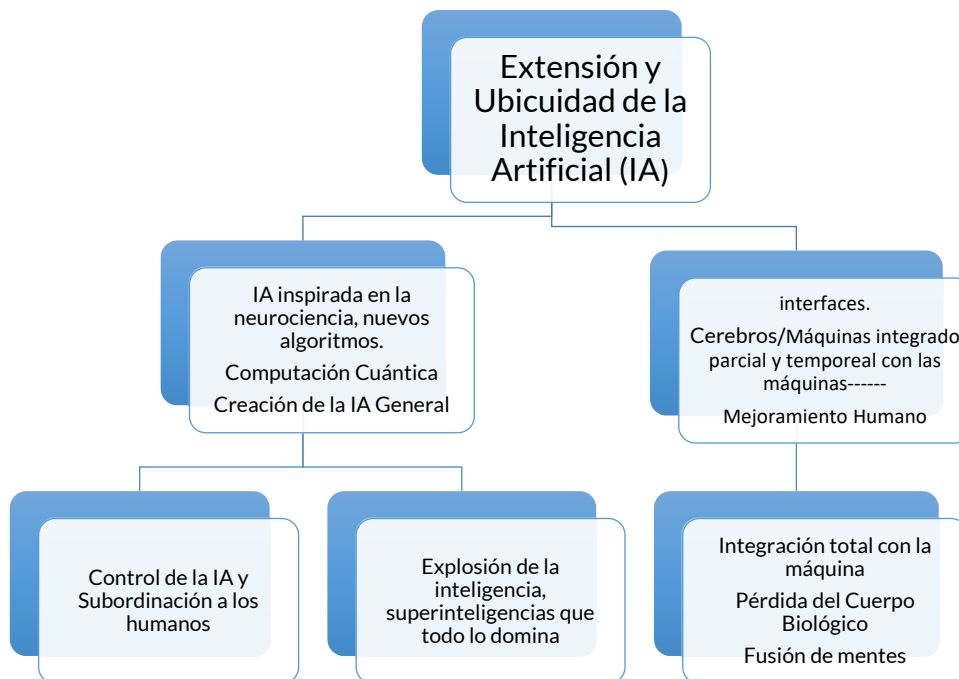 Extensión y
Ubicuidad de la
Inteligencia
Artificial (IA)
IA inspirada en la
neurociencia, nuevos
algoritmos.
Computación Cuántica
Creación de la IA General
interfaces.
Cerebros/Máquinas integrado
parcial y temporeal con las
máquinas------
Mejoramiento Humano
Control de la IA y
Subordinación a los
humanos
Explosión de la
inteligencia,
superinteligencias que
todo lo domina
Integración total con la
máquina
Pérdida del Cuerpo
Biológico
Fusión de mentes